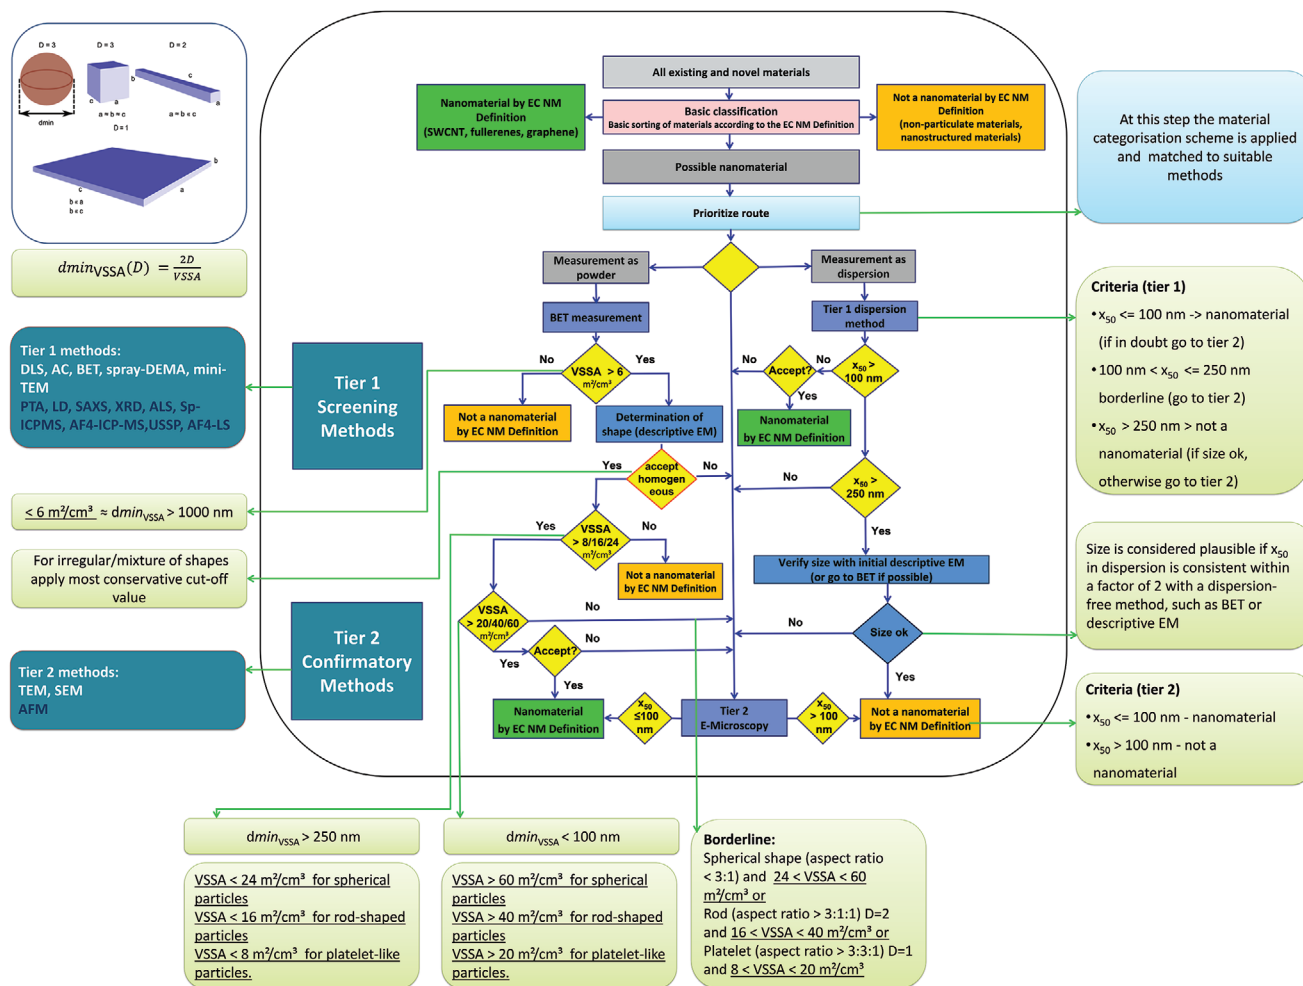 D = 3
D = 3
D = 2
dmin
c
a
a ≈ b ≈ c
b
c
a
a ≈ b < c
D = 1
b
c
a
b < a
b < c
dmin VSSA (D) = 2D / VSSA
Tier 1 methods:
DLS, AC, BET, spray-DEMA, mini-
TEM
PTA, LD, SAXS, XRD, ALS, Sp-
ICPMS, AF4-ICP-MS,USSP, AF4-LS
< 6 m²/cm³ ≈ dmin VSSA > 1000 nm
For irregular/mixture of shapes
apply most conservative cut-off
value
Tier 2 methods:
TEM, SEM
AFM
Tier 1
Screening
Methods
Tier 2
Confirmatory
Methods
All existing and novel materials
Nanomaterial by EC NM
Definition
(SWCNT, fullerenes, graphene)
Basic classification
Basic sorting of materials according to the EC NM Definition
Not a nanomaterial by EC NM
Definition
(non-particulate materials,
nanostructured materials)
Possible nanomaterial
Prioritize route
Measurement as
powder
Measurement as
dispersion
BET measurement
Tier 1 dispersion
method
No
VSSA > 6
m²/cm³
Yes
No
Accept?
No
x50 >
100 nm
Yes
Not a nanomaterial
by EC NM Definition
Determination of
shape (descriptive EM)
Nanomaterial
by EC NM Definition
Yes
accept
homogen
eous
No
No
x50 >
250 nm
Yes
Yes
VSSA
> 8/16/24
m²/cm³
No
Not a nanomaterial
by EC NM Definition
Verify size with initial descriptive EM
(or go to BET if possible)
VSSA
> 20/40/60
m²/cm³
No
No
Size ok
Yes
Yes
Accept?
No
Yes
Nanomaterial
by EC NM Definition
x50
≤100
nm
Tier 2
E-Microscopy
x50
> 100
nm
Not a nanomaterial
by EC NM Definition
At this step the material
categorisation scheme is applied
and matched to suitable
methods
Criteria (tier 1)
•x50 <= 100 nm -> nanomaterial
(if in doubt go to tier 2)
•100 nm < x50 <= 250 nm
borderline (go to tier 2)
•x50 > 250 nm > not a
nanomaterial (if size ok,
otherwise go to tier 2)
Size is considered plausible if x50
in dispersion is consistent within
a factor of 2 with a dispersion-
free method, such as BET or
descriptive EM
Criteria (tier 2)
•x50 <= 100 nm - nanomaterial
•x50 > 100 nm - not a
nanomaterial
dmin VSSA > 250 nm
VSSA < 24 m²/cm³ for spherical
particles
VSSA < 16 m²/cm³ for rod-shaped
particles
VSSA < 8 m²/cm³ for platelet-like
particles.
dmin VSSA < 100 nm
VSSA > 60 m²/cm³ for spherical
particles
VSSA > 40 m²/cm³ for rod-shaped
particles
VSSA > 20 m²/cm³ for platelet-like
particles.
Borderline:
Spherical shape (aspect ratio
< 3:1) and 24 < VSSA < 60
m²/cm³ or
Rod (aspect ratio > 3:1:1) D=2
and 16 < VSSA < 40 m²/cm³ or
Platelet (aspect ratio > 3:3:1) D=1
and 8 < VSSA < 20 m²/cm³